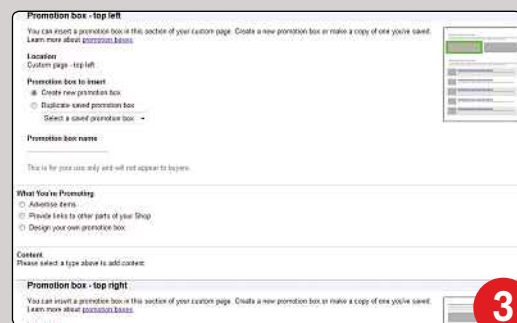 Promotion box - top left
You can insert a promotion box in this section of your custom page. Create a new promotion box or make a copy of one you've saved.
Learn more about promotion boxes.
Location
Custom page - top left
Promotion box to insert
Create new promotion box
Duplicate saved promotion box
Select a saved promotion box
Promotion box name
This is for your use only and will not appear to buyers.
What You're Promoting
Advertise items
Provide links to other parts of your Shop
Design your own promotion box
Content
Please select a type above to add content.
Promotion box - top right
You can insert a promotion box in this section of your custom page. Create a new promotion box or make a copy of one you've saved.
Learn more about promotion boxes.
3